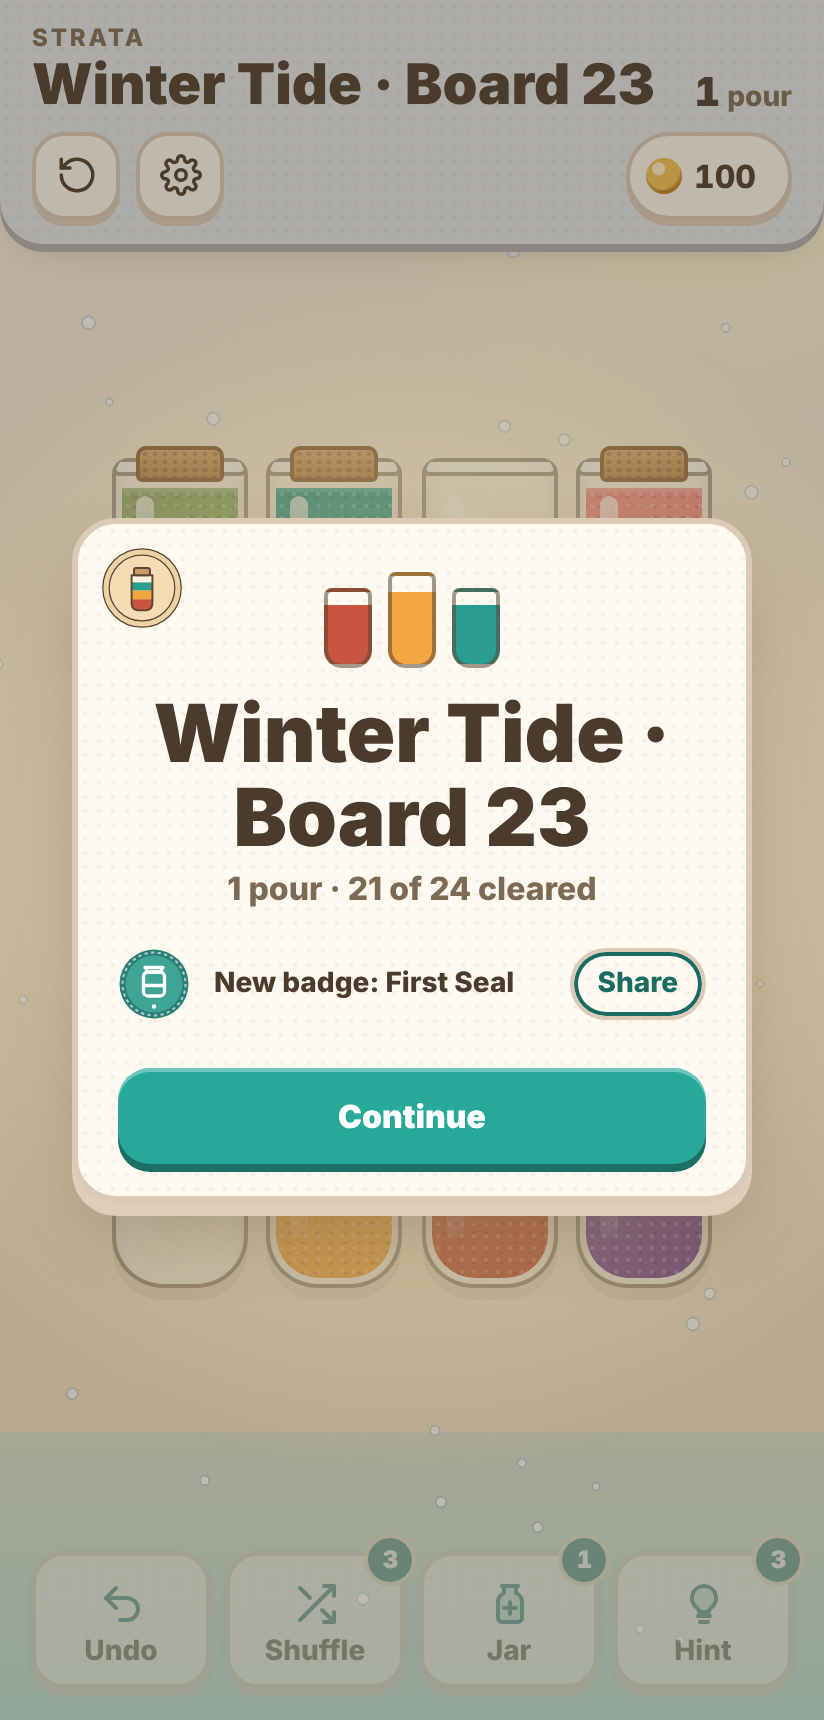 STRATA
Winter Tide · Board 23
1 pour
100
Winter Tide ·
Board 23
1 pour · 21 of 24 cleared
New badge: First Seal
Share
Continue
3
1
3
Undo
Shuffle
Jar
Hint